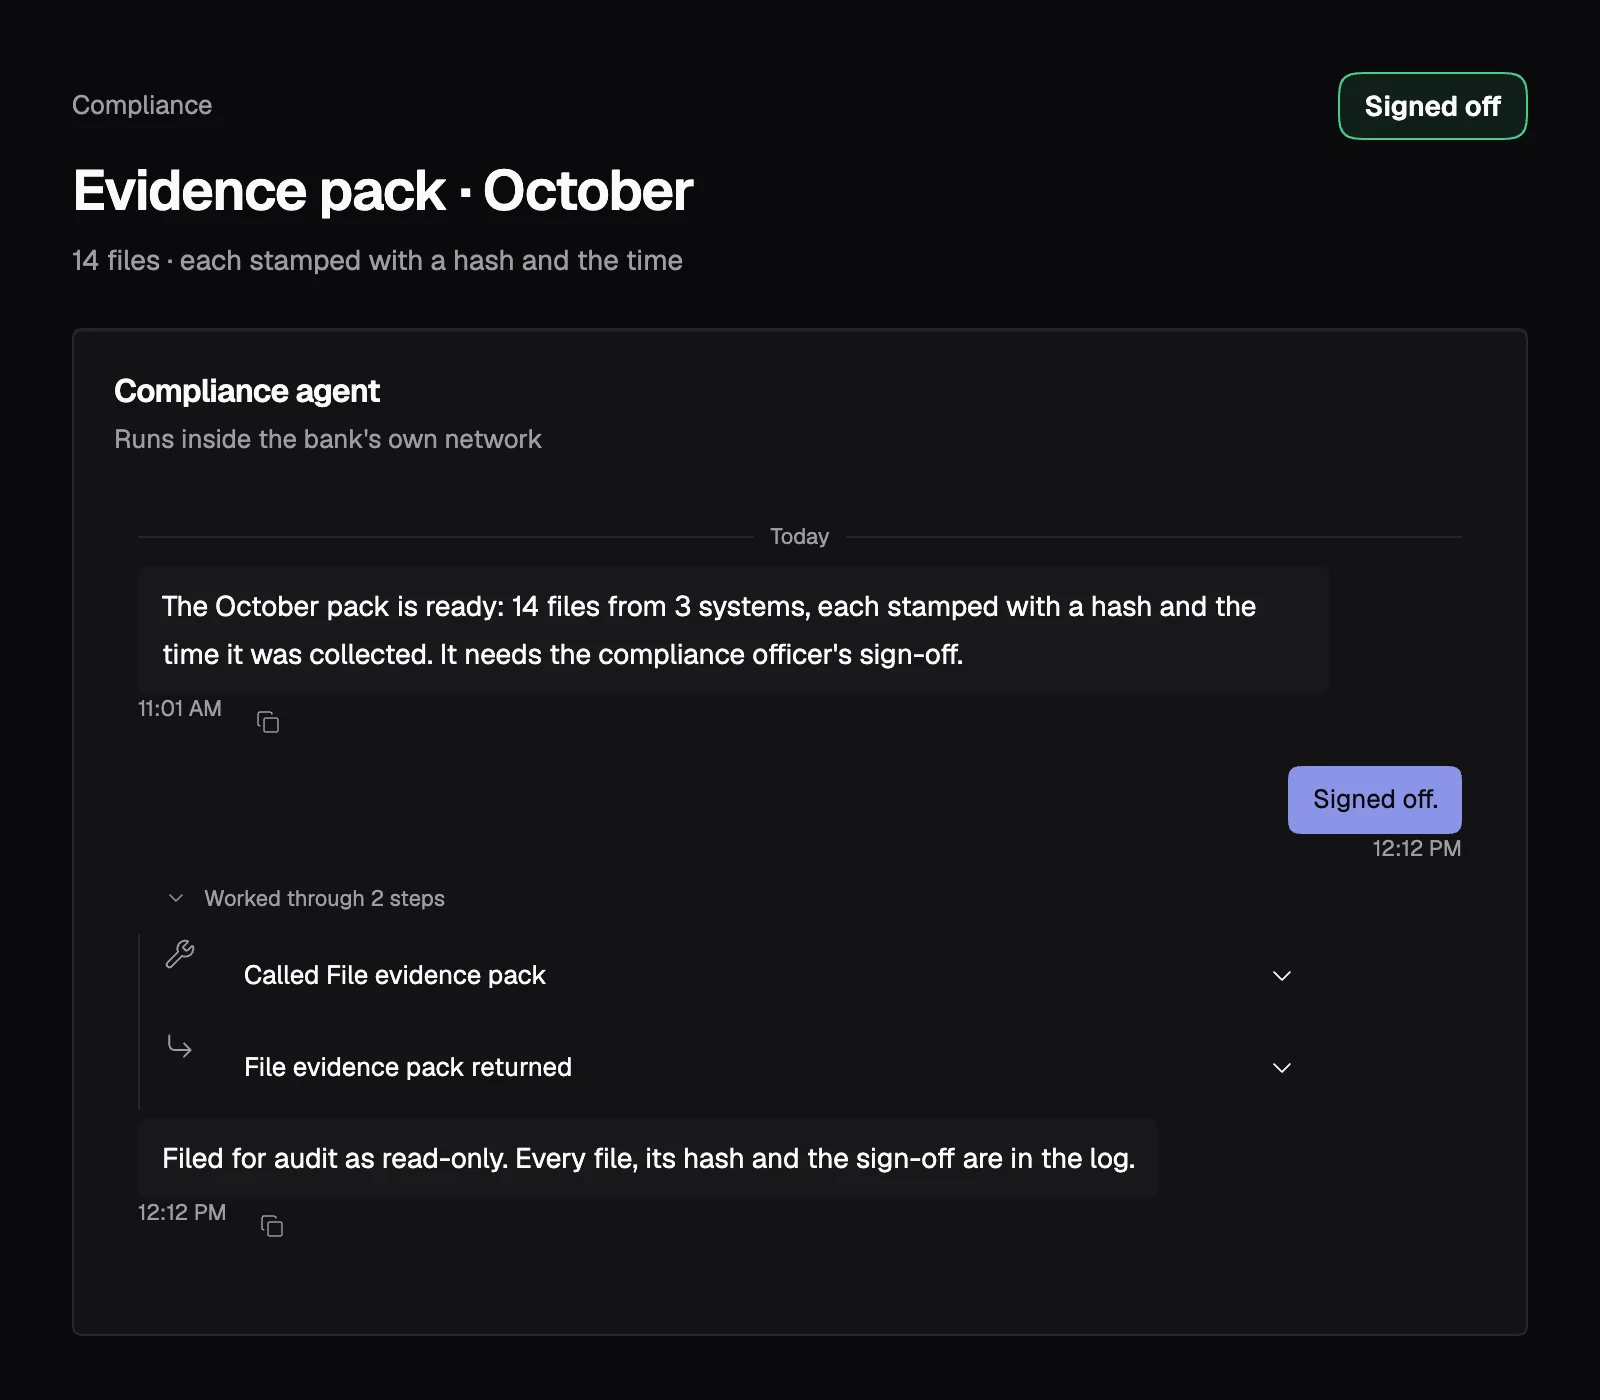 Compliance
Signed off
Evidence pack · October
14 files · each stamped with a hash and the time
Compliance agent
Runs inside the bank's own network
Today
The October pack is ready: 14 files from 3 systems, each stamped with a hash and the
time it was collected. It needs the compliance officer's sign-off.
11:01 AM
Signed off.
12:12 PM
Worked through 2 steps
Called File evidence pack
File evidence pack returned
Filed for audit as read-only. Every file, its hash and the sign-off are in the log.
12:12 PM